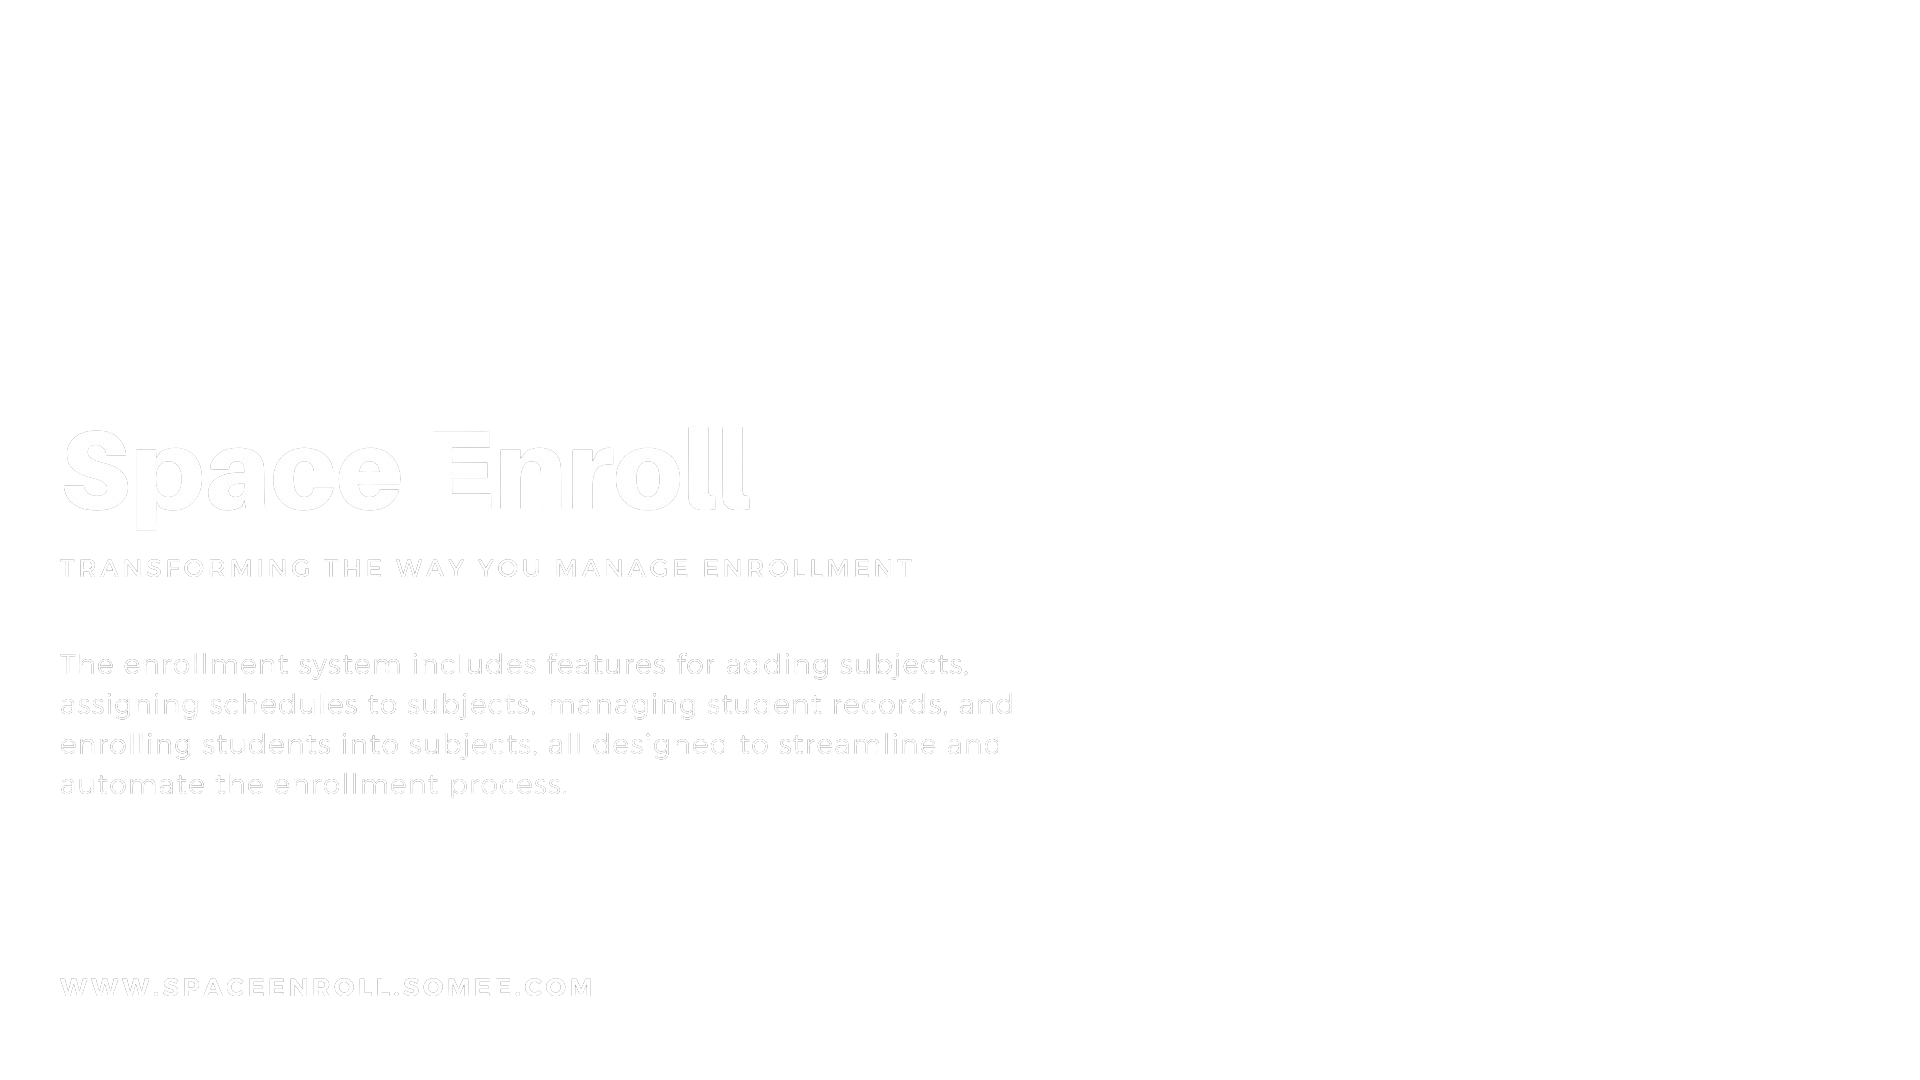 Space Enroll
TRANSFORMING THE WAY YOU MANAGE ENROLLMENT
The enrollment system includes features for adding subjects,
assigning schedules to subjects, managing student records, and
enrolling students into subjects, all designed to streamline and
automate the enrollment process.
WWW.SPACEENROLL.SOMEE.COM